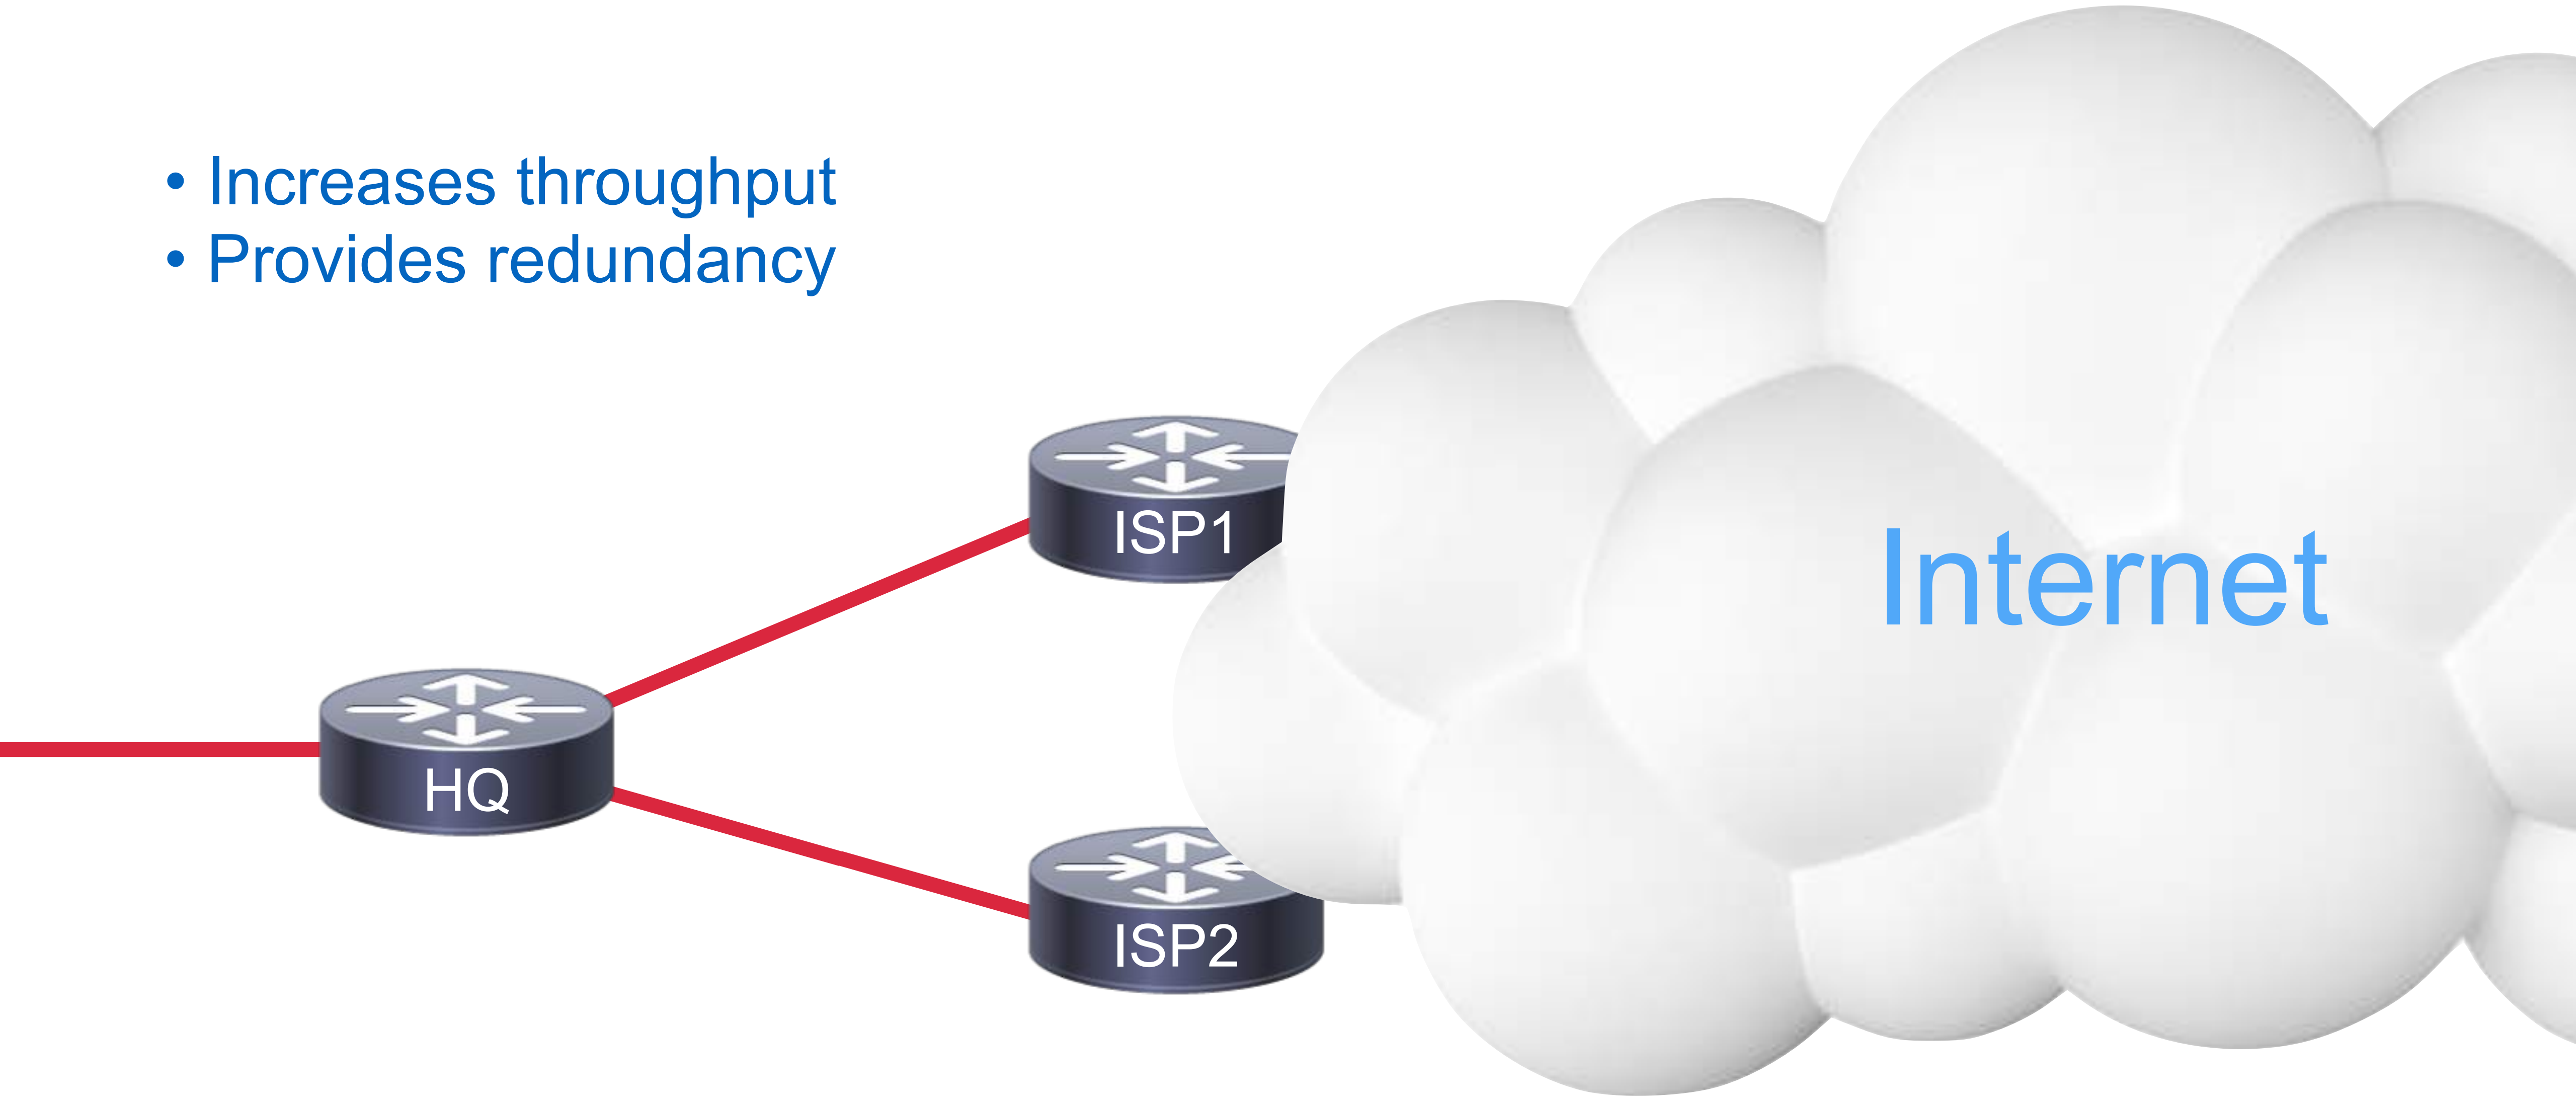 • Increases throughput
• Provides redundancy
ISP1
Internet
HQ
ISP2